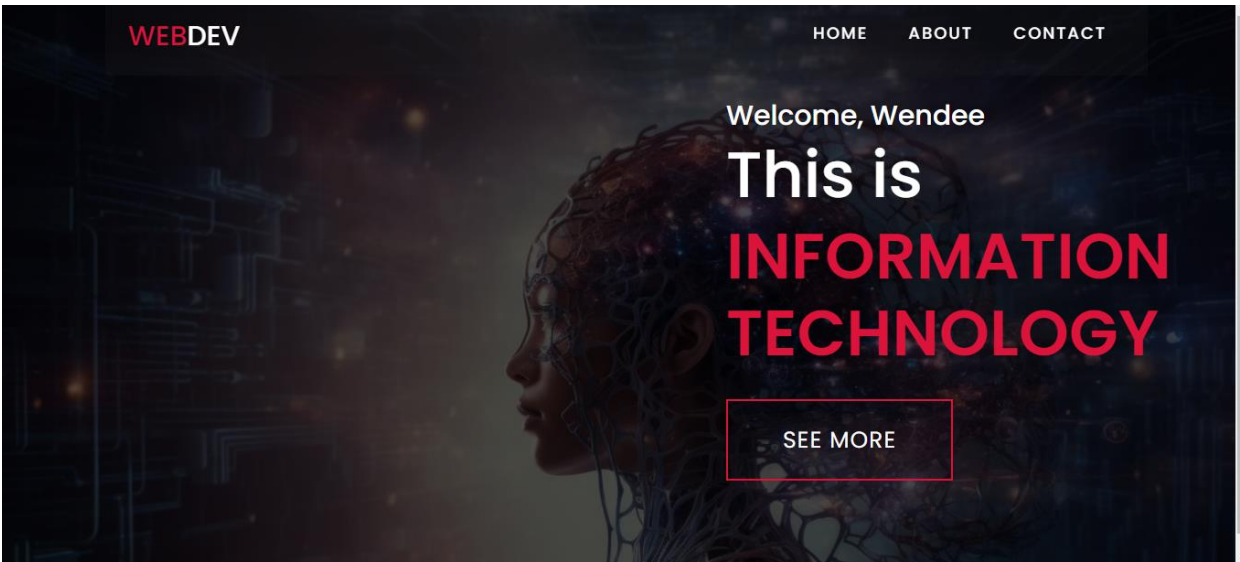 WEBDEV
HOME ABOUT CONTACT
Welcome, Wendee
This is
INFORMATION
TECHNOLOGY
SEE MORE